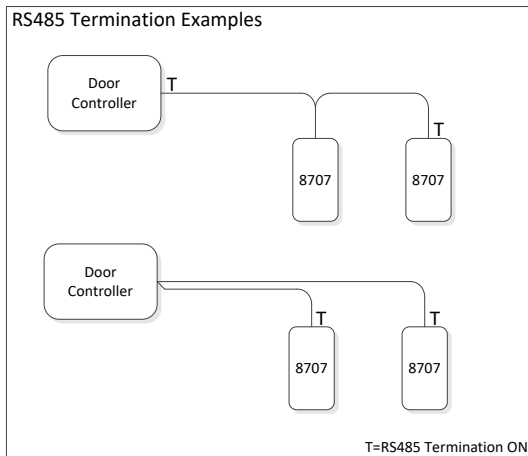 RS485 Termination Examples
Door
Controller
T
T
8707
8707
Door
Controller
T
T
8707
8707
T=RS485 Termination ON